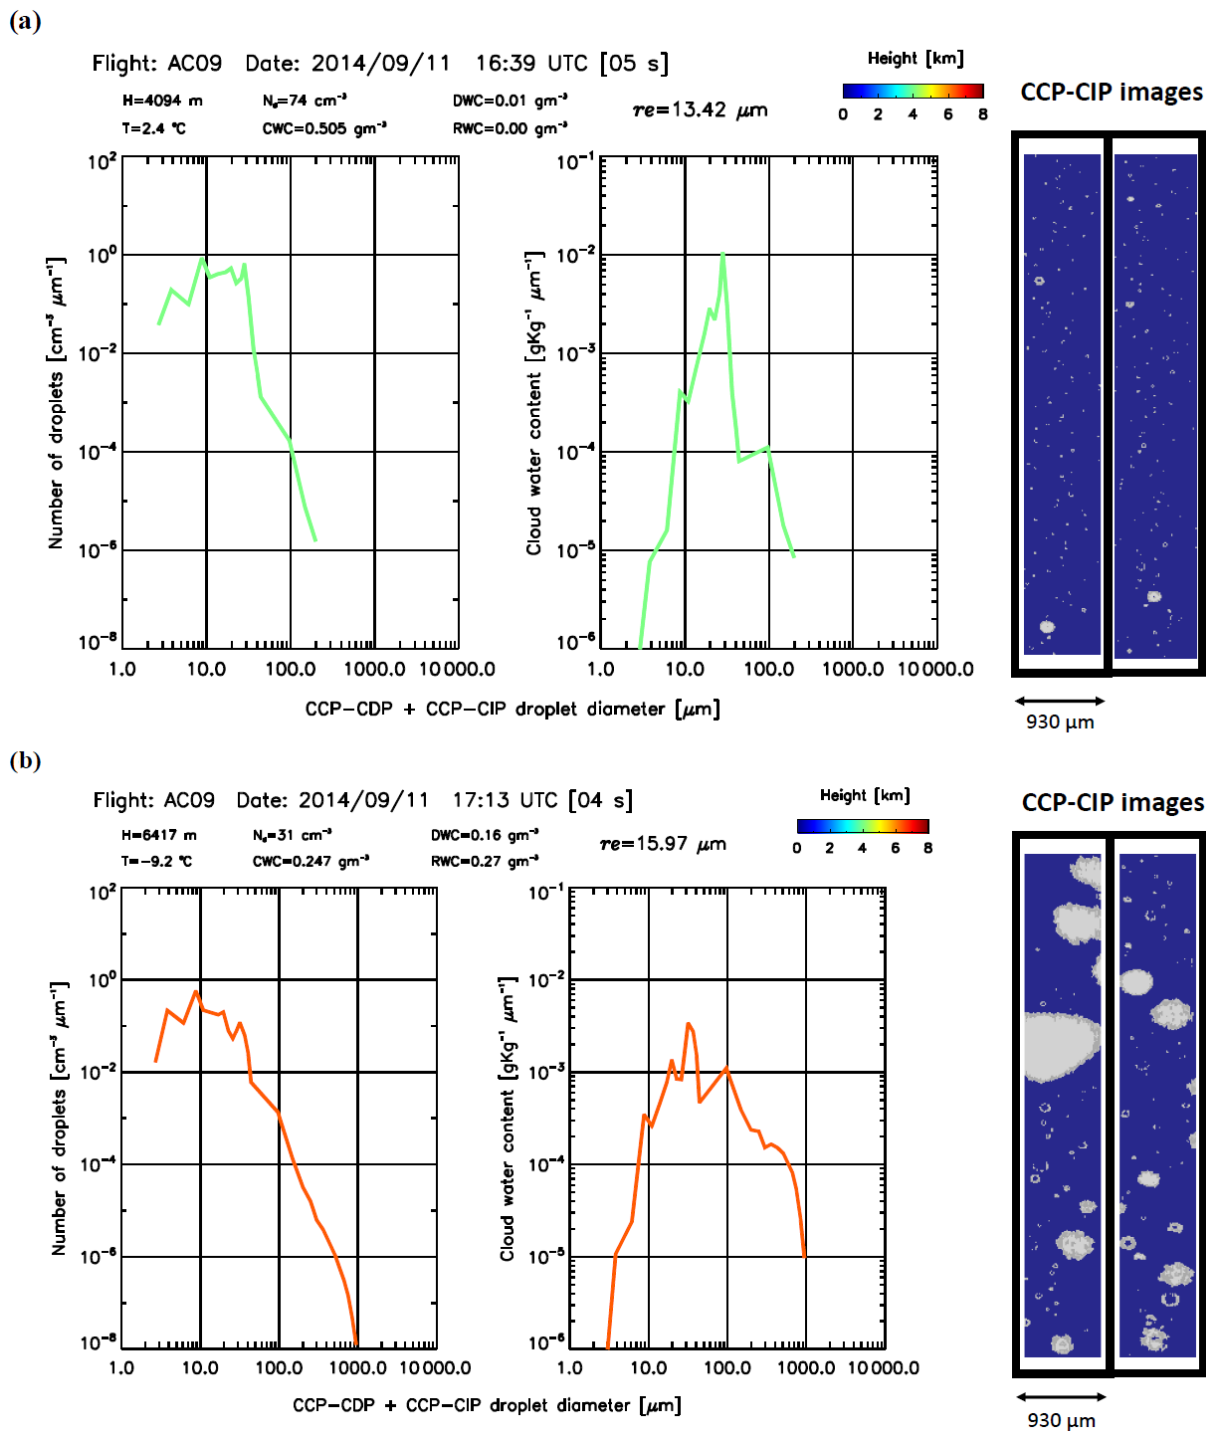 (a)
Flight: AC09 Date: 2014/09/11 16:39 UTC [05 s]
Height [km]
H=4094 m N_d=74 cm⁻³ DWC=0.01 gm⁻³
T=2.4 ℃ CWC=0.505 gm⁻³ RWC=0.00 gm⁻³
re=13.42 μm
0 2 4 6 8
CCP-CIP images
Number of droplets [cm⁻³ μm⁻¹]
10²
10⁰
10⁻²
10⁻⁴
10⁻⁶
10⁻⁸
1.0 10.0 100.0 1000.0 10000.0
Cloud water content [gKg⁻¹ μm⁻¹]
10⁻¹
10⁻²
10⁻³
10⁻⁴
10⁻⁵
10⁻⁶
1.0 10.0 100.0 1000.0 10000.0
CCP-CDP + CCP-CIP droplet diameter [μm]
930 μm
(b)
Flight: AC09 Date: 2014/09/11 17:13 UTC [04 s]
Height [km]
H=6417 m N_d=31 cm⁻³ DWC=0.16 gm⁻³
T=-9.2 ℃ CWC=0.247 gm⁻³ RWC=0.27 gm⁻³
re=15.97 μm
0 2 4 6 8
CCP-CIP images
Number of droplets [cm⁻³ μm⁻¹]
10²
10⁰
10⁻²
10⁻⁴
10⁻⁶
10⁻⁸
1.0 10.0 100.0 1000.0 10000.0
Cloud water content [gKg⁻¹ μm⁻¹]
10⁻¹
10⁻²
10⁻³
10⁻⁴
10⁻⁵
10⁻⁶
1.0 10.0 100.0 1000.0 10000.0
CCP-CDP + CCP-CIP droplet diameter [μm]
930 μm